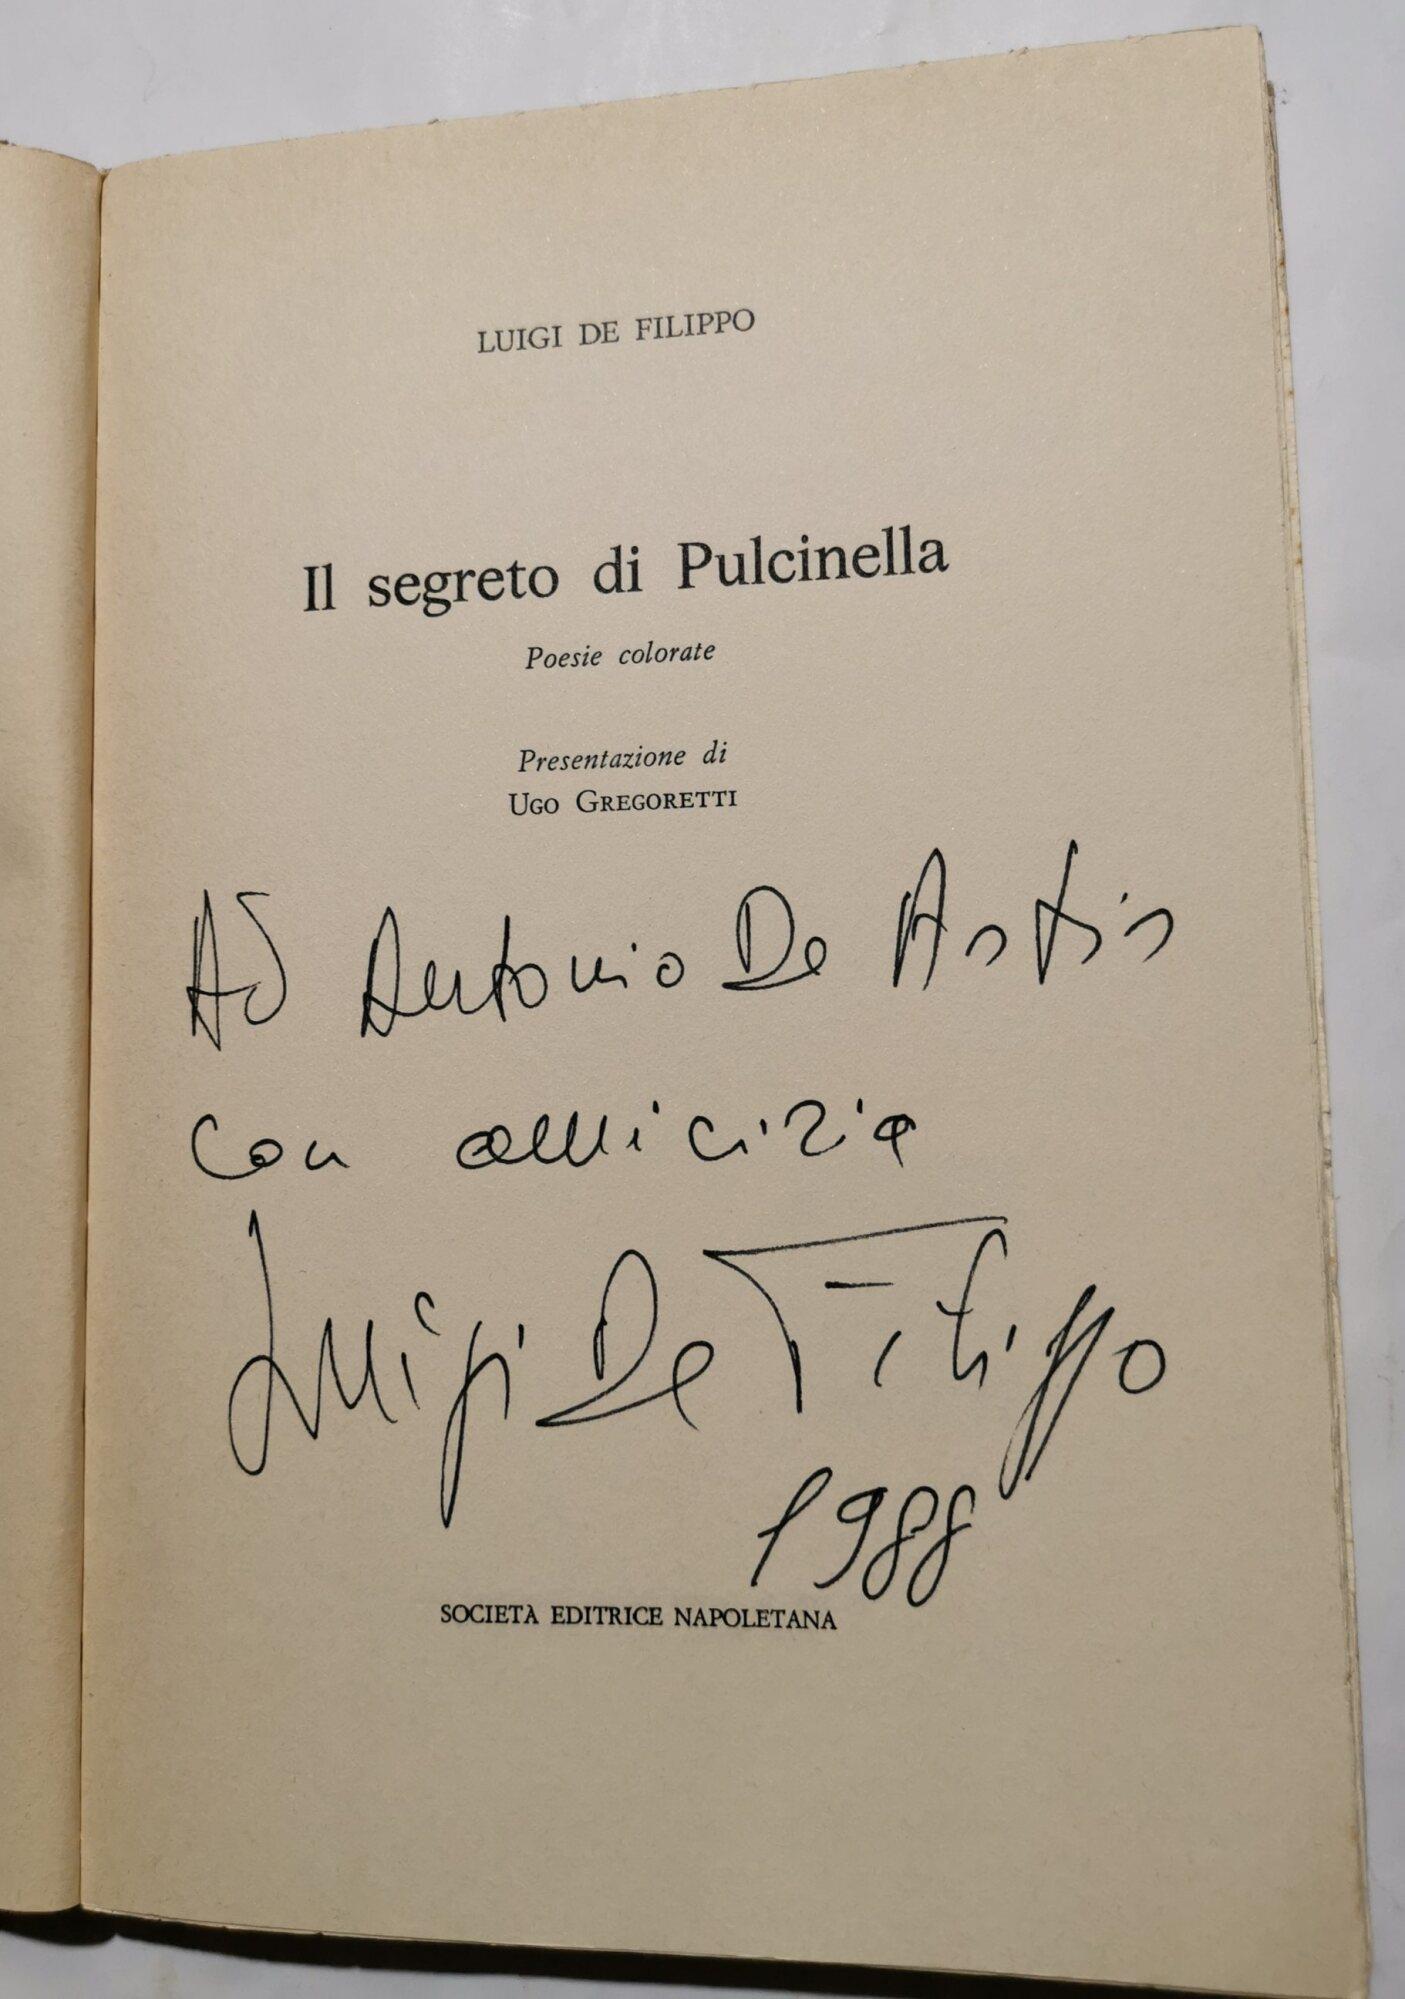 LUIGI DE FILIPPO
Il segreto di Pulcinella
Poesie colorate
Presentazione di
UGO GREGORETTI
Ad Antonio De Astis
con amicizia
Luigi De Filippo
1988
SOCIETÀ EDITRICE NAPOLETANA